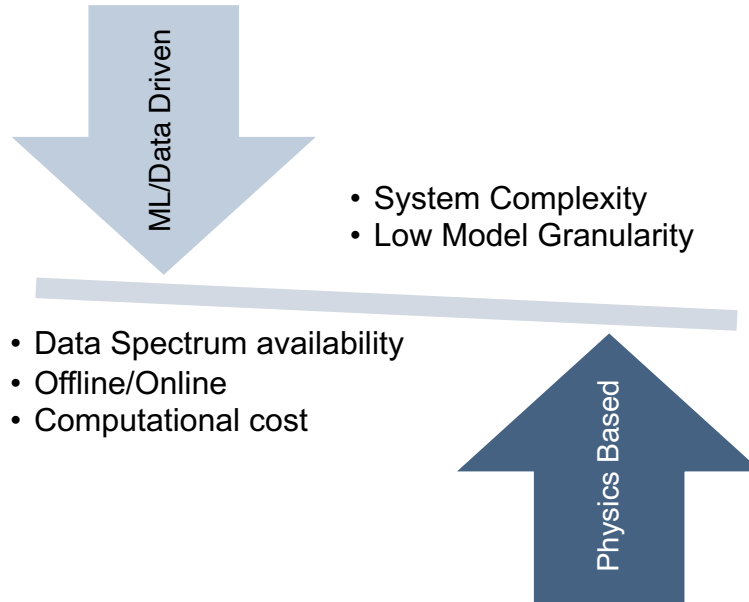 ML/Data Driven
• System Complexity
• Low Model Granularity
• Data Spectrum availability
• Offline/Online
• Computational cost
Physics Based